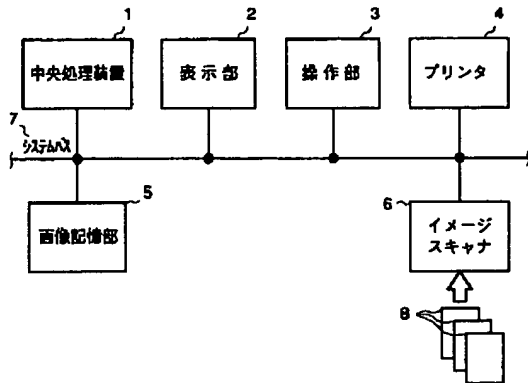 1
中央処理装置
2
表示部
3
操作部
4
プリンタ
7
システムバス
5
画像記憶部
6
イメージ
スキャナ
8